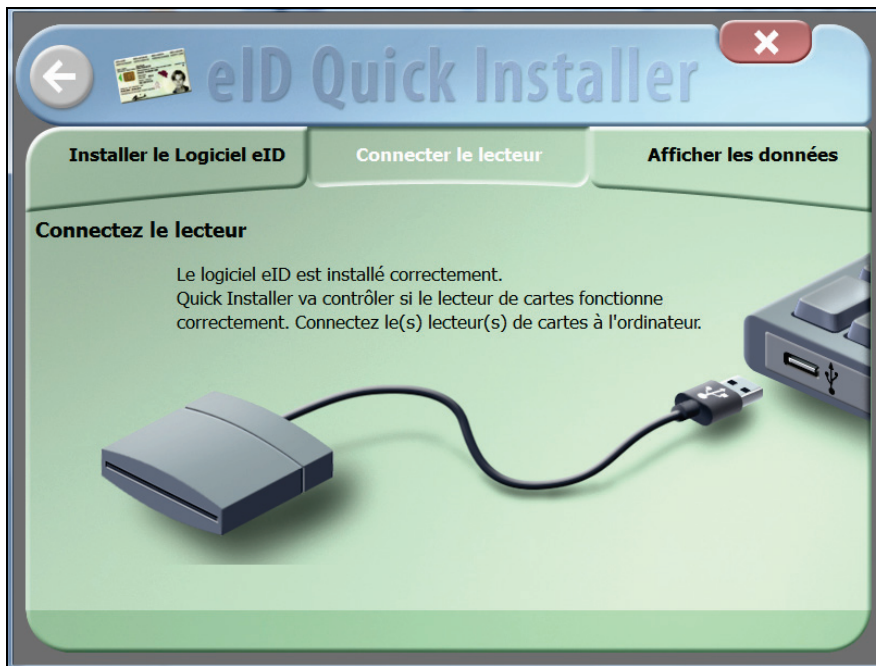 eID Quick Installer
Installer le Logiciel eID
Connecter le lecteur
Afficher les données
Connectez le lecteur
Le logiciel eID est installé correctement.
Quick Installer va contrôler si le lecteur de cartes fonctionne
correctement. Connectez le(s) lecteur(s) de cartes à l'ordinateur.